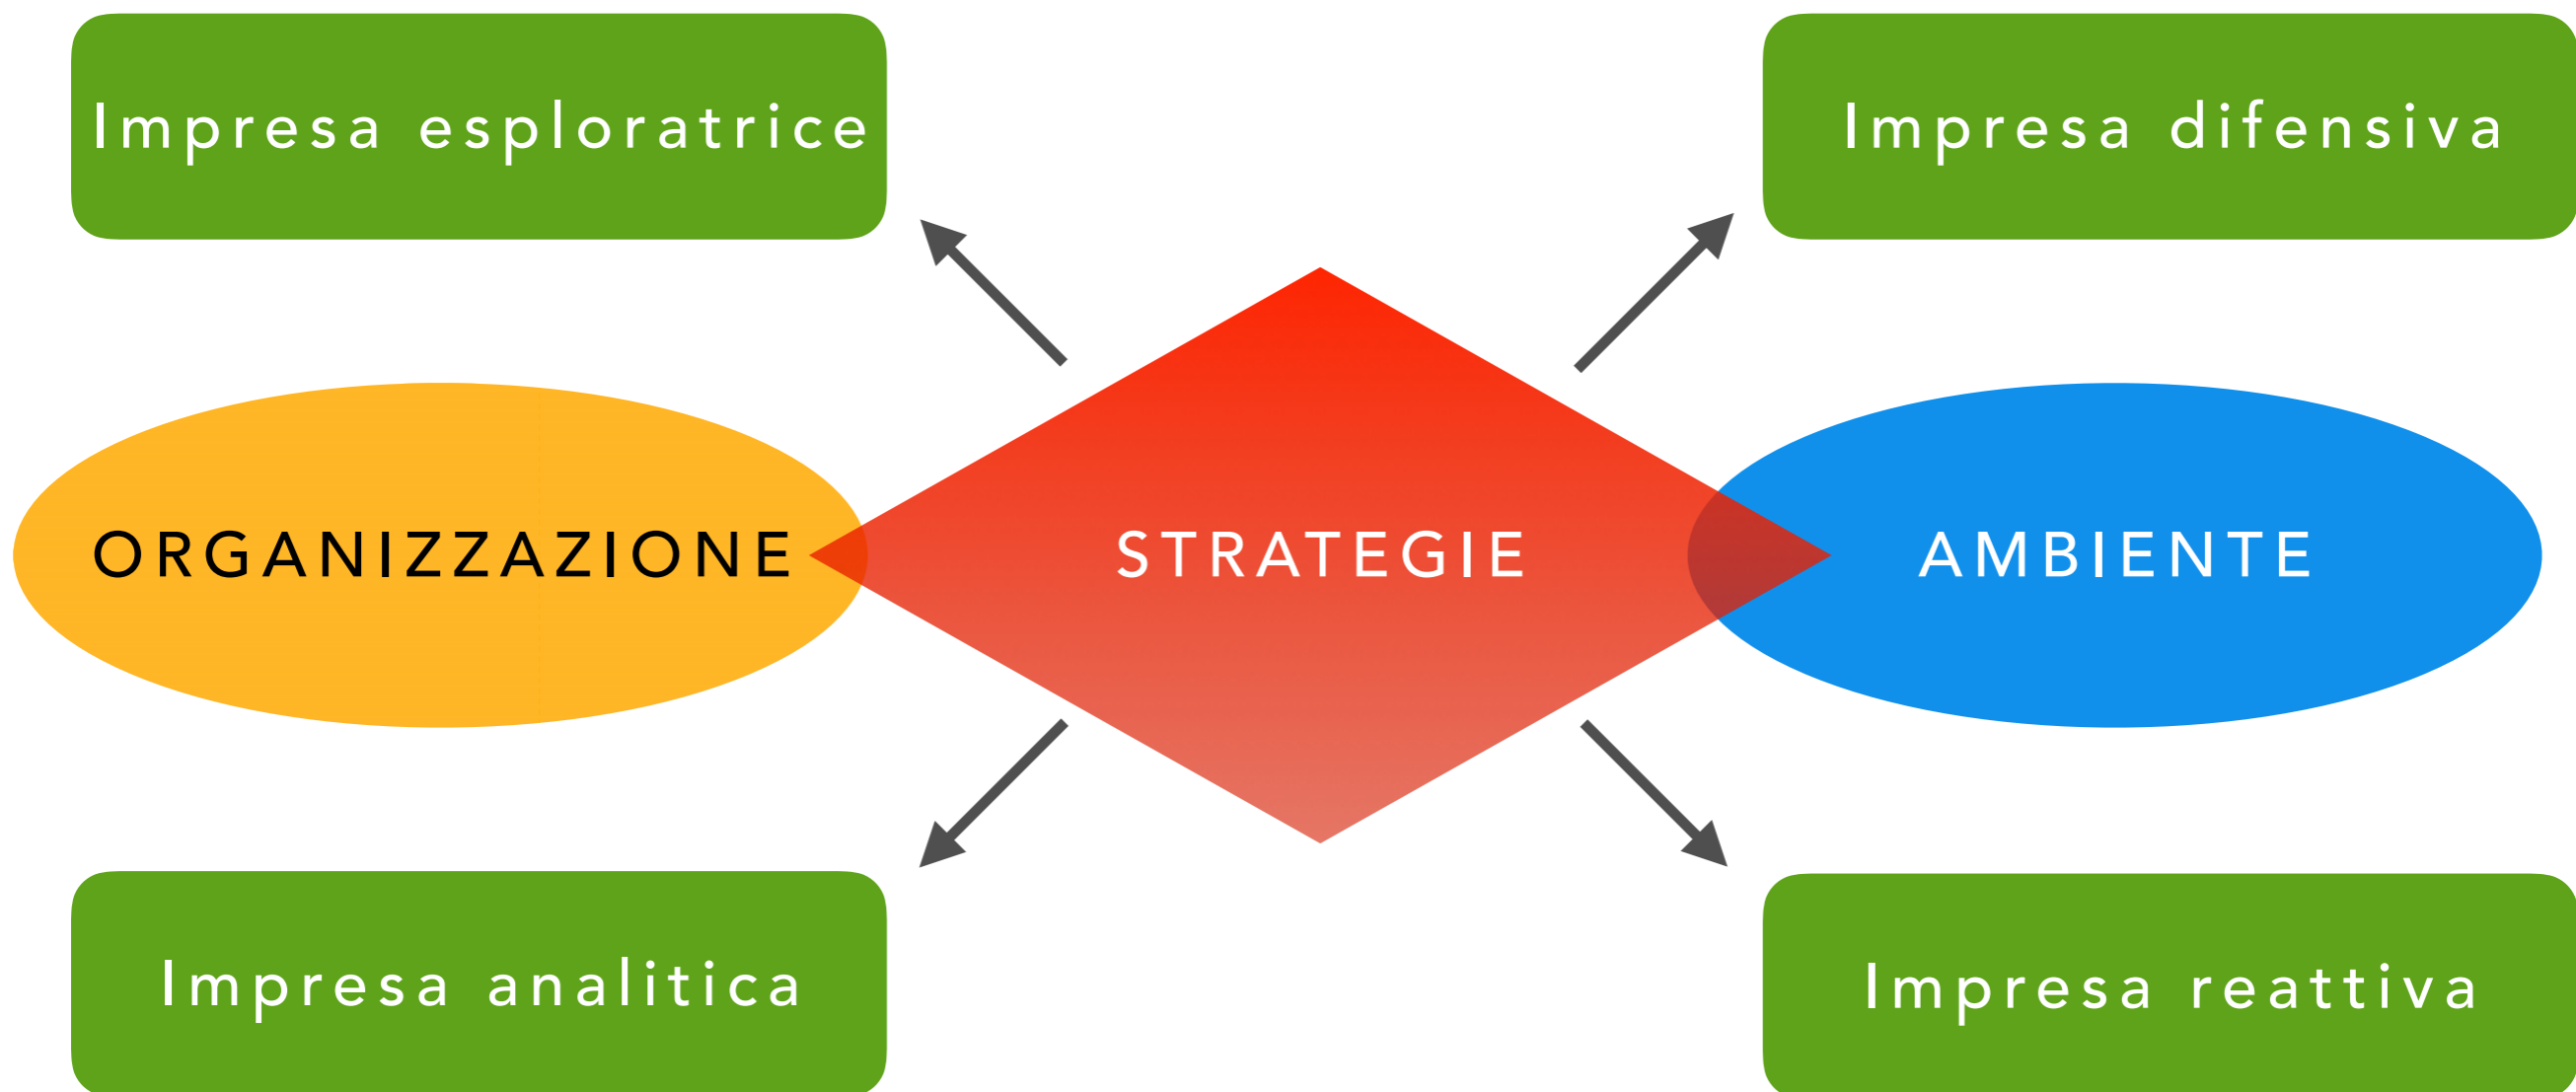 Impresa esploratrice
Impresa difensiva
ORGANIZZAZIONE
STRATEGIE
AMBIENTE
Impresa analitica
Impresa reattiva